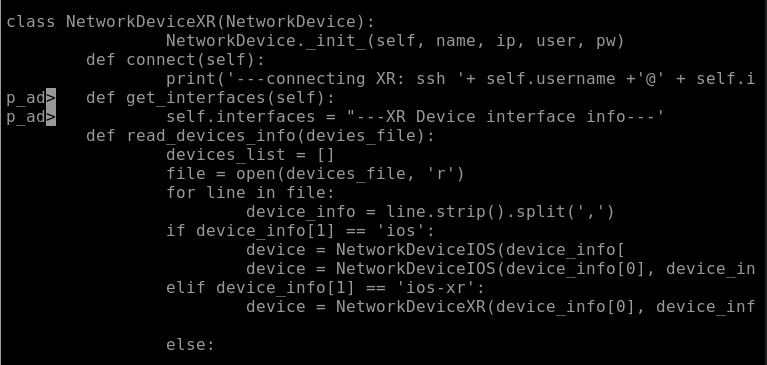 class NetworkDeviceXR(NetworkDevice):
                NetworkDevice._init_(self, name, ip, user, pw)
        def connect(self):
                print('---connecting XR: ssh '+ self.username +'@' + self.i
p_ad>   def get_interfaces(self):
p_ad>           self.interfaces = "---XR Device interface info---'
        def read_devices_info(devies_file):
                devices_list = []
                file = open(devices_file, 'r')
                for line in file:
                        device_info = line.strip().split(',')
                if device_info[1] == 'ios':
                        device = NetworkDeviceIOS(device_info[
                        device = NetworkDeviceIOS(device_info[0], device_in
                elif device_info[1] == 'ios-xr':
                        device = NetworkDeviceXR(device_info[0], device_inf
                else: